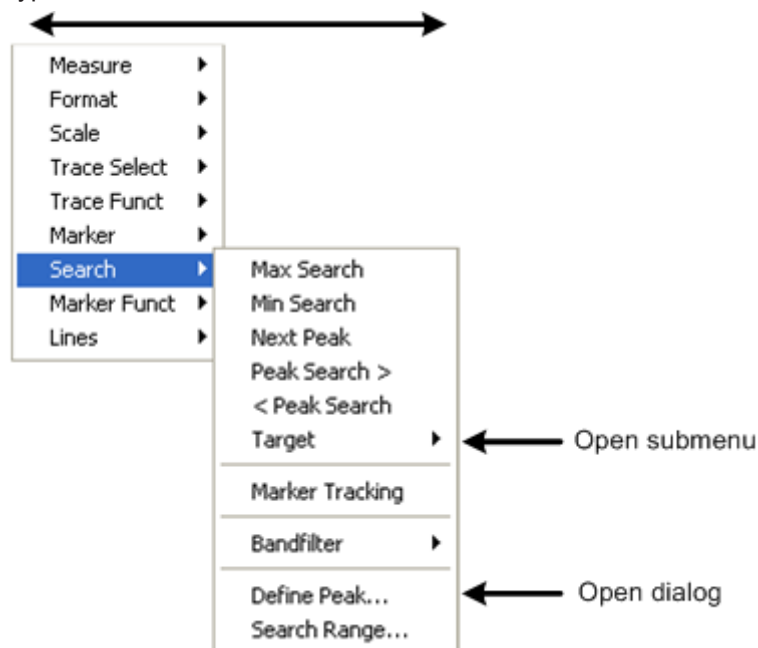 Measure
Format
Scale
Trace Select
Trace Funct
Marker
Search
Marker Funct
Lines
Max Search
Min Search
Next Peak
Peak Search >
< Peak Search
Target
Open submenu
Marker Tracking
Bandfilter
Define Peak...
Open dialog
Search Range...